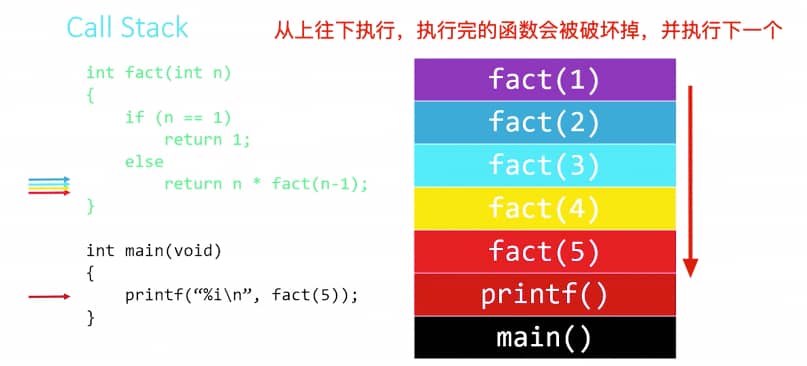 Call Stack
从上往下执行，执行完的函数会被破坏掉，并执行下一个
int fact(int n)
{
if (n == 1)
return 1;
else
return n * fact(n-1);
}
int main(void)
{
printf(“%i\n”, fact(5));
}
fact(1)
fact(2)
fact(3)
fact(4)
fact(5)
printf()
main()